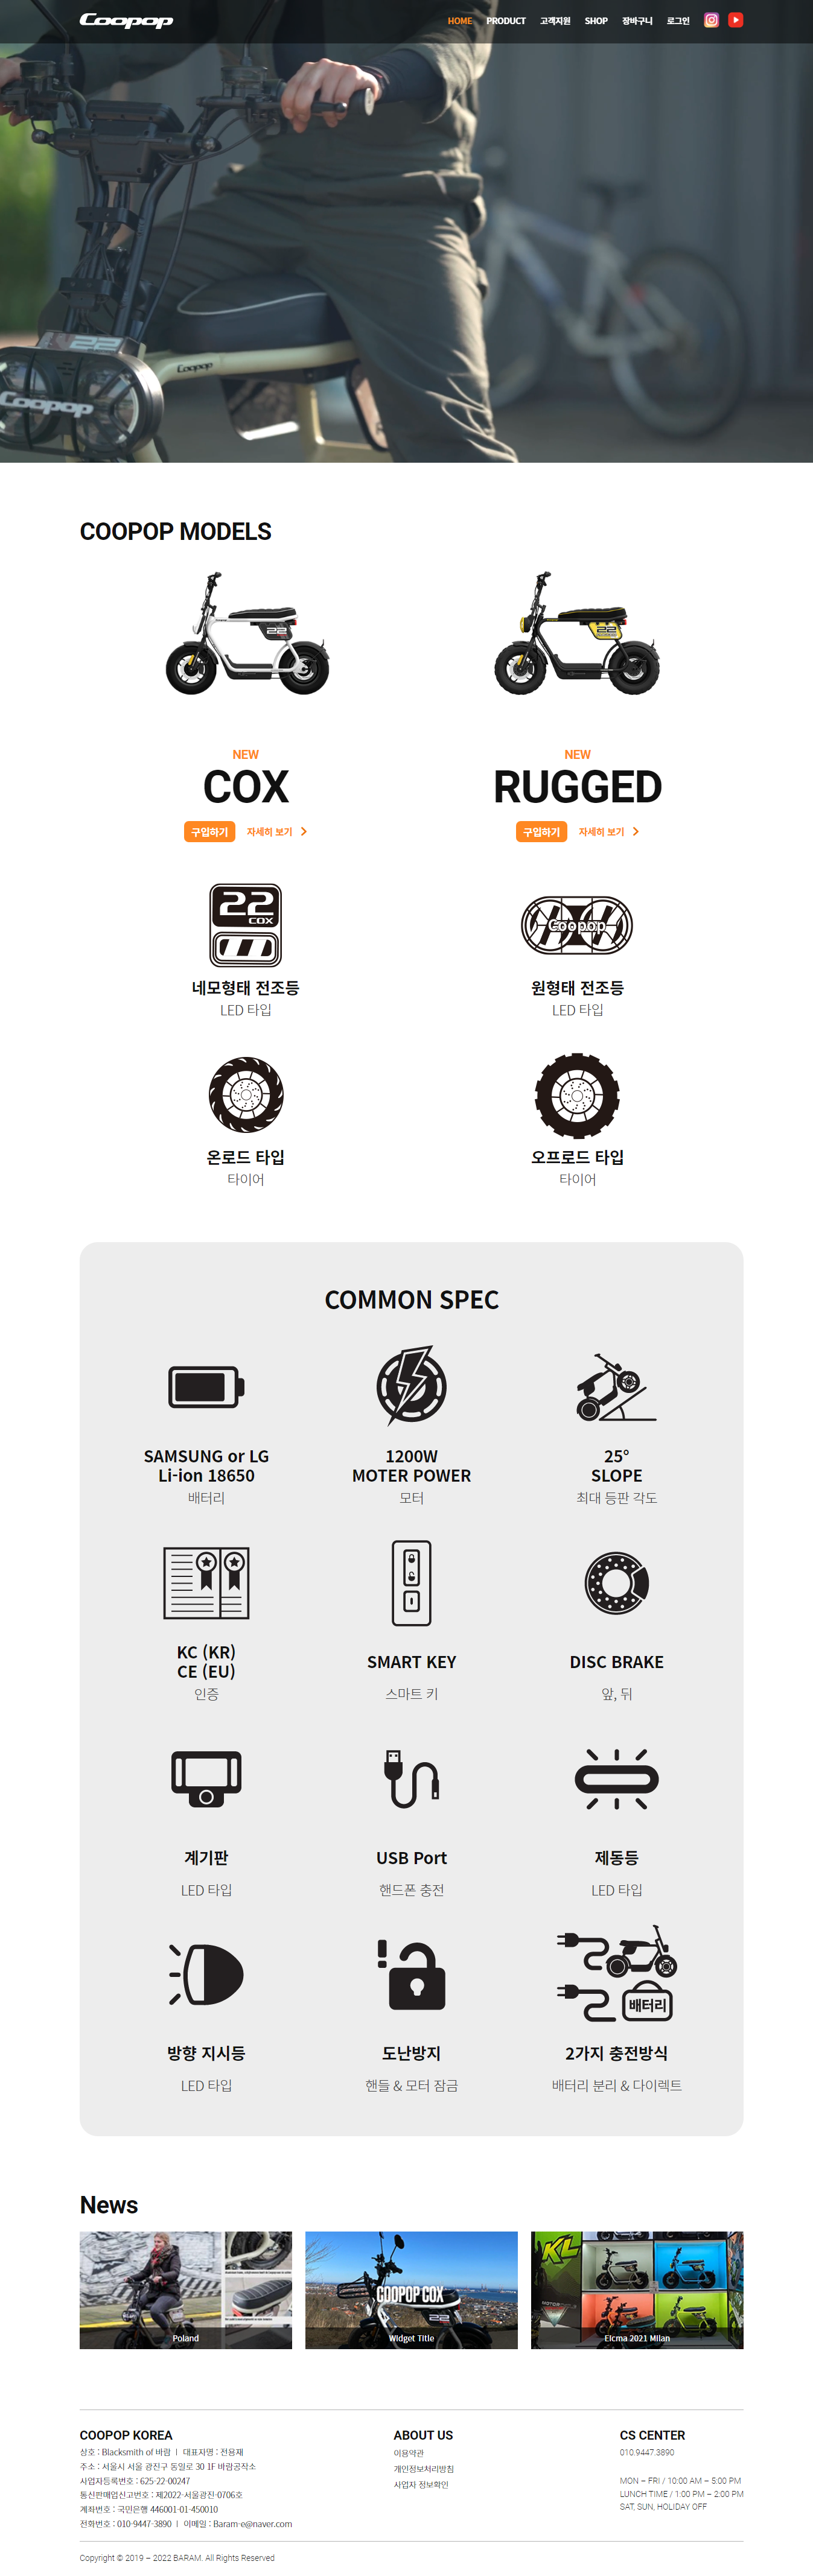 Coopop
HOME PRODUCT 고객지원 SHOP 장바구니 로그인
Coopop
Coopop
COOPOP MODELS
22
22
NEW
COX
구입하기 자세히 보기
NEW
RUGGED
구입하기 자세히 보기
22
COX
네모형태 전조등
LED 타입
Coopop
원형태 전조등
LED 타입
온로드 타입
타이어
오프로드 타입
타이어
COMMON SPEC
SAMSUNG or LG
Li-ion 18650
배터리
1200W
MOTER POWER
모터
25°
SLOPE
최대 등판 각도
KC (KR)
CE (EU)
인증
SMART KEY
스마트 키
DISC BRAKE
앞, 뒤
계기판
LED 타입
USB Port
핸드폰 충전
제동등
LED 타입
방향 지시등
LED 타입
도난방지
핸들 & 모터 잠금
배터리
2가지 충전방식
배터리 분리 & 다이렉트
News
Poland
COOPOP COX
22
Widget Title
KL
Eicma 2021 Milan
COOPOP KOREA
상호 : Blacksmith of 바람 ㅣ 대표자명 : 전용재
주소 : 서울시 서울 광진구 동일로 30 1F 바람공작소
사업자등록번호 : 625-22-00247
통신판매업신고번호 : 제2022-서울광진-0706호
계좌번호 : 국민은행 446001-01-450010
전화번호 : 010-9447-3890 ㅣ 이메일 : Baram-e@naver.com
ABOUT US
이용약관
개인정보처리방침
사업자 정보확인
CS CENTER
010.9447.3890
MON – FRI / 10:00 AM – 5:00 PM
LUNCH TIME / 1:00 PM – 2:00 PM
SAT, SUN, HOLIDAY OFF
Copyright © 2019 – 2022 BARAM. All Rights Reserved